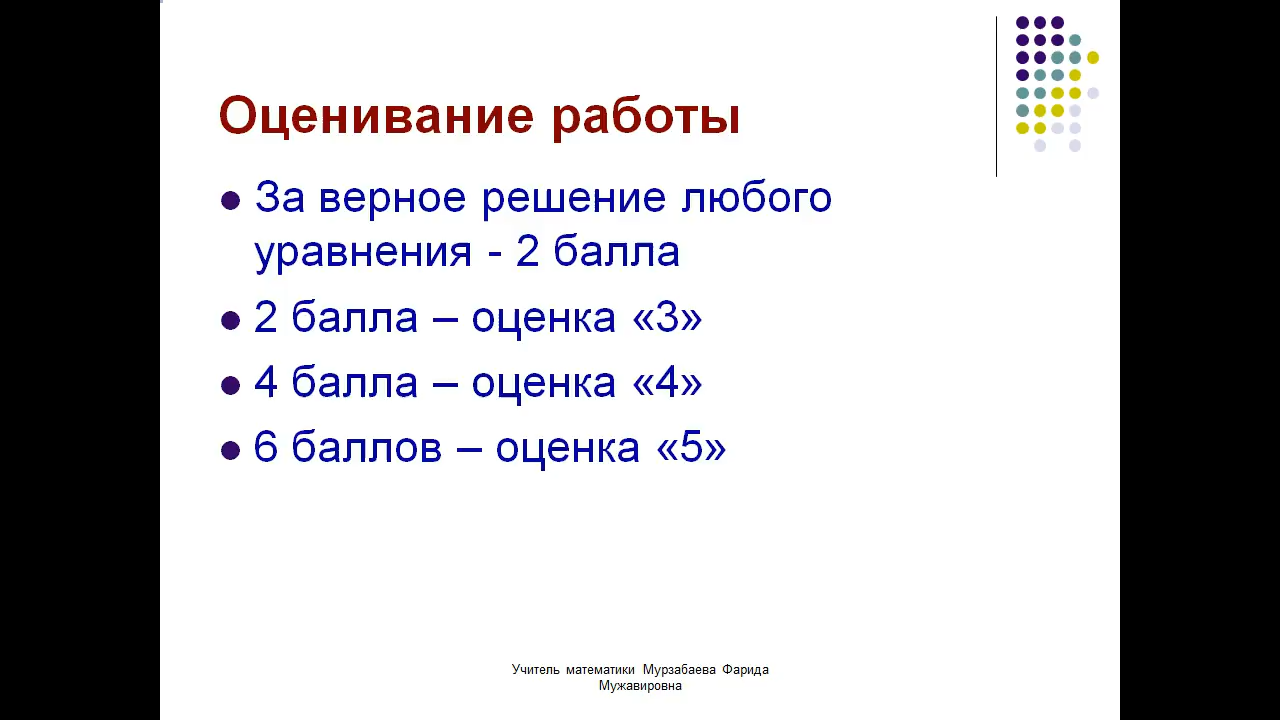 Оценивание работы
За верное решение любого
уравнения - 2 балла
2 балла – оценка «3»
4 балла – оценка «4»
6 баллов – оценка «5»
Учитель математики Мурзабаева Фарида
Мужавировна